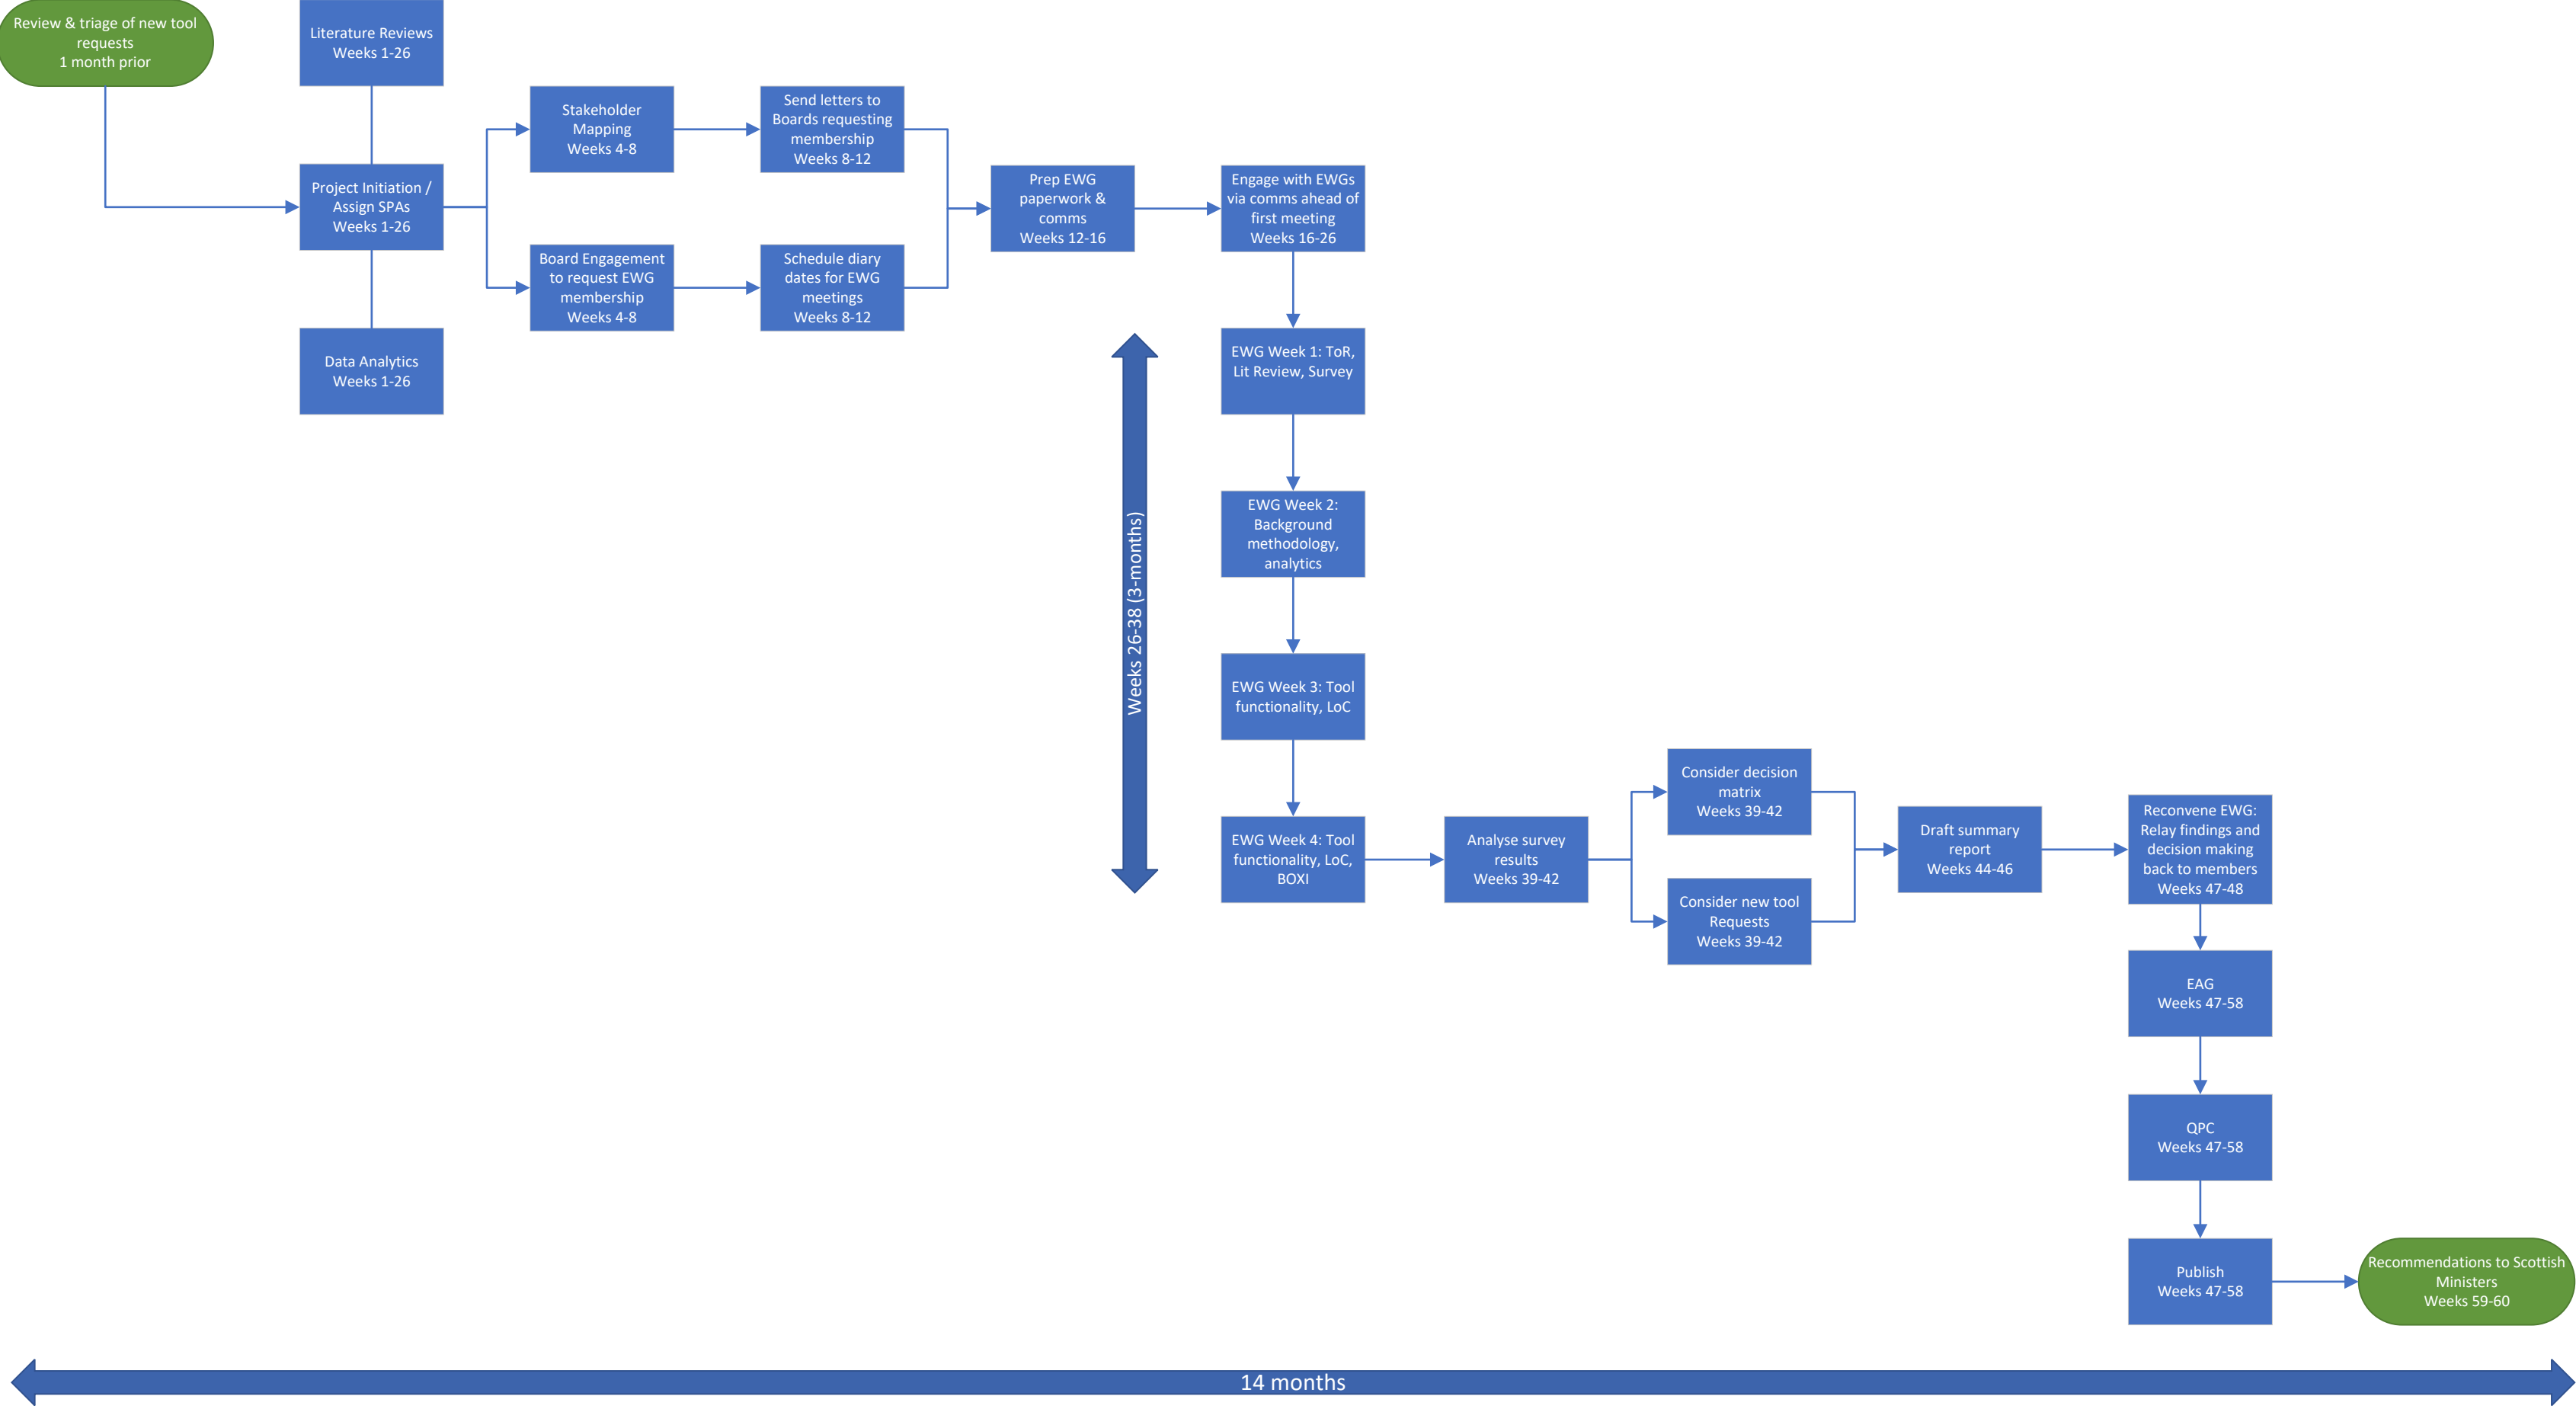 Review & triage of new tool
requests
1 month prior
Literature Reviews
Weeks 1-26
Project Initiation /
Assign SPAs
Weeks 1-26
Data Analytics
Weeks 1-26
Stakeholder
Mapping
Weeks 4-8
Board Engagement
to request EWG
membership
Weeks 4-8
Send letters to
Boards requesting
membership
Weeks 8-12
Schedule diary
dates for EWG
meetings
Weeks 8-12
Prep EWG
paperwork &
comms
Weeks 12-16
Engage with EWGs
via comms ahead of
first meeting
Weeks 16-26
Weeks 26-38 (3-months)
EWG Week 1: ToR,
Lit Review, Survey
EWG Week 2:
Background
methodology,
analytics
EWG Week 3: Tool
functionality, LoC
EWG Week 4: Tool
functionality, LoC,
BOXI
Analyse survey
results
Weeks 39-42
Consider decision
matrix
Weeks 39-42
Consider new tool
Requests
Weeks 39-42
Draft summary
report
Weeks 44-46
Reconvene EWG:
Relay findings and
decision making
back to members
Weeks 47-48
EAG
Weeks 47-58
QPC
Weeks 47-58
Publish
Weeks 47-58
Recommendations to Scottish
Ministers
Weeks 59-60
14 months